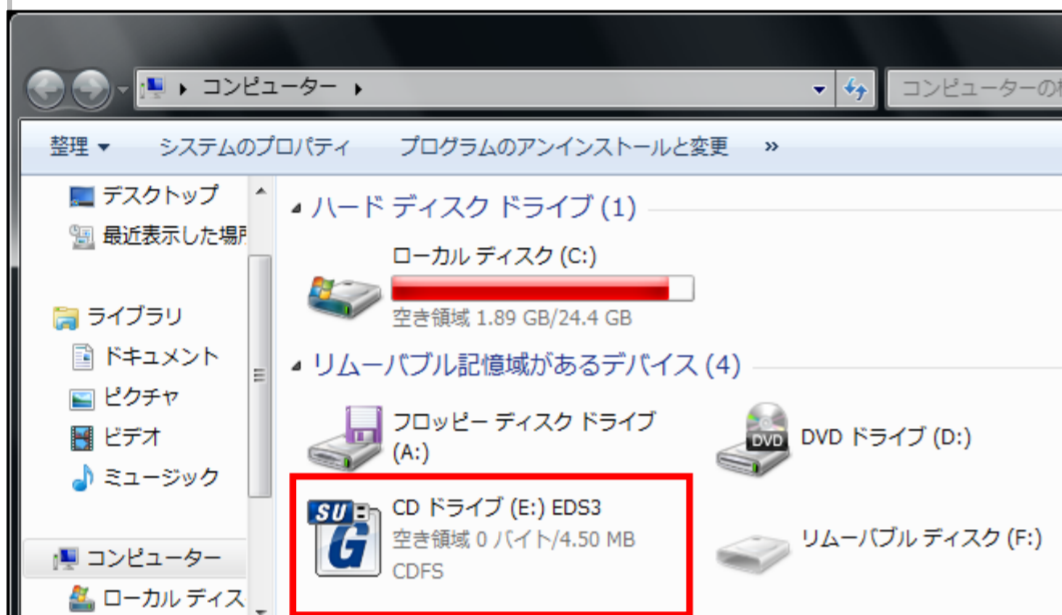 コンピューター
コンピューターの
整理
システムのプロパティ
プログラムのアンインストールと変更
»
デスクトップ
最近表示した場所
ライブラリ
ドキュメント
ピクチャ
ビデオ
ミュージック
コンピューター
ローカル ディス
ハード ディスク ドライブ (1)
ローカル ディスク (C:)
空き領域 1.89 GB/24.4 GB
リムーバブル記憶域があるデバイス (4)
フロッピー ディスク ドライブ
(A:)
DVD
DVD ドライブ (D:)
SU
G
CD ドライブ (E:) EDS3
空き領域 0 バイト/4.50 MB
CDFS
リムーバブル ディスク (F:)